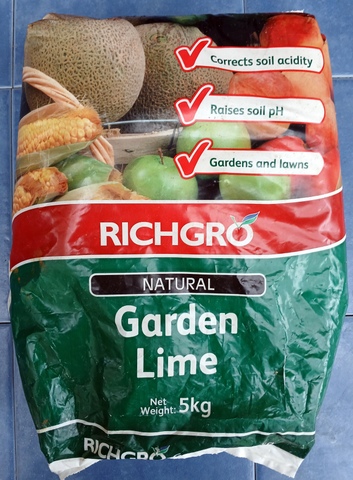 Corrects soil acidity
Raises soil pH
Gardens and lawns
RICHGRO
NATURAL
Garden
Lime
Net
Weight: 5kg
RICHGRO